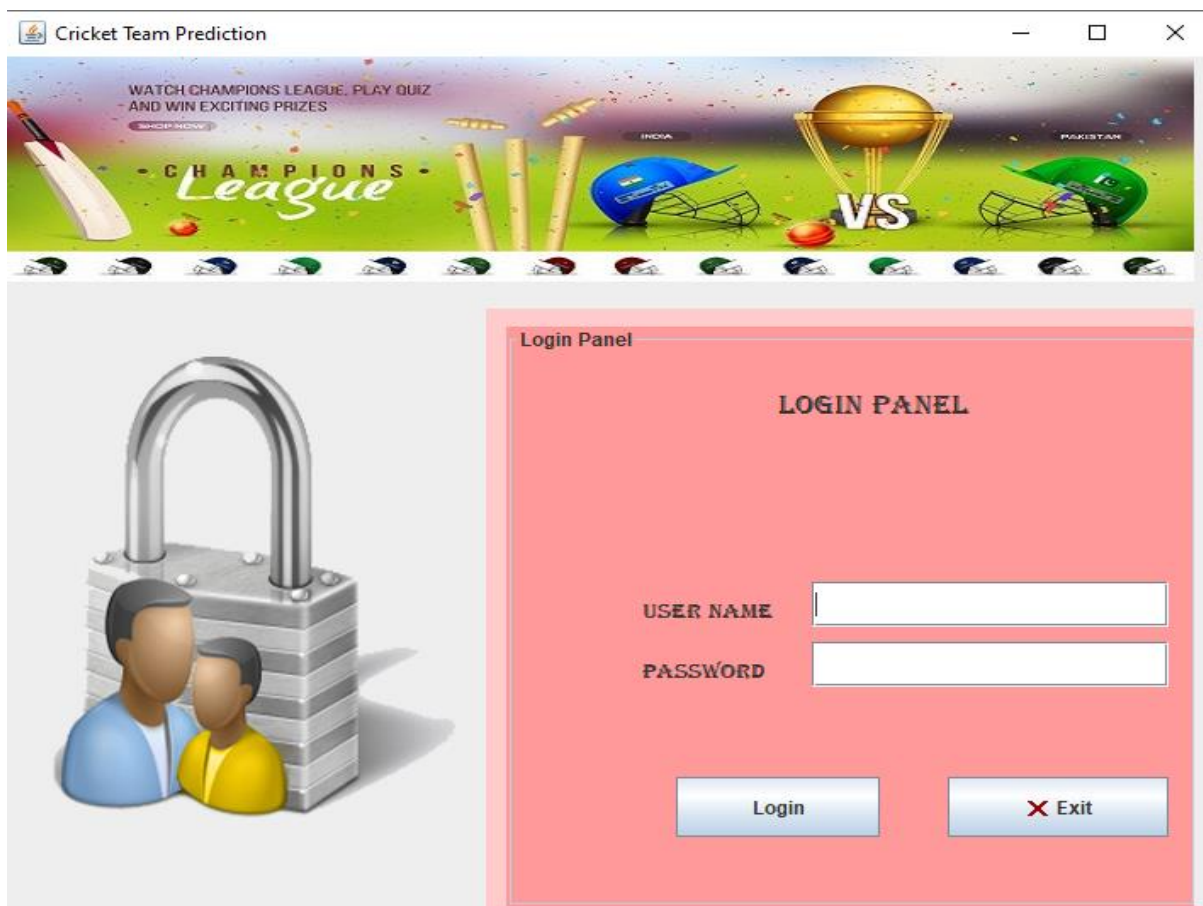 Cricket Team Prediction
WATCH CHAMPIONS LEAGUE, PLAY QUIZ
AND WIN EXCITING PRIZES
SHOP NOW
CHAMPIONS
League
INDIA
VS
PAKISTAN
Login Panel
LOGIN PANEL
USER NAME
PASSWORD
Login
Exit